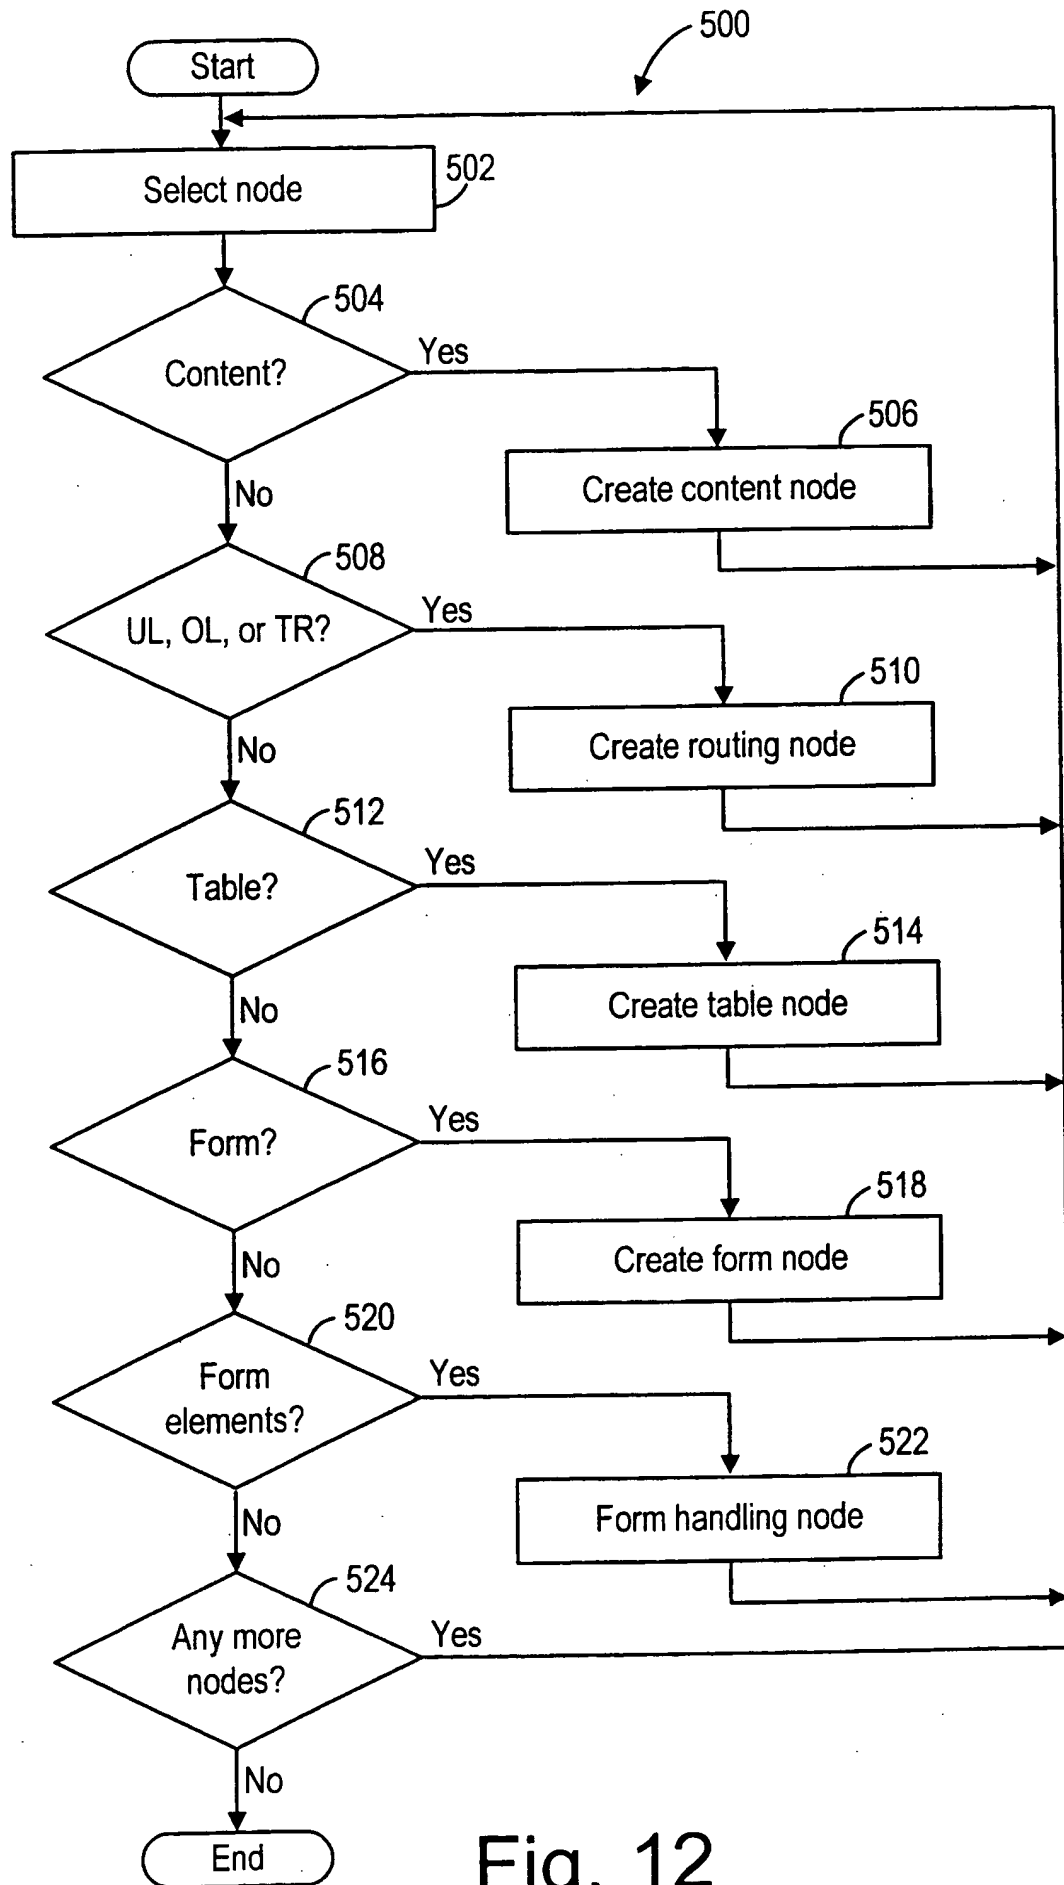 500
Start
Select node
502
504
Content?
Yes
506
Create content node
No
508
UL, OL, or TR?
Yes
510
Create routing node
No
512
Table?
Yes
514
Create table node
No
516
Form?
Yes
518
Create form node
No
520
Form
elements?
Yes
522
Form handling node
No
524
Any more
nodes?
Yes
No
End
Fig. 12